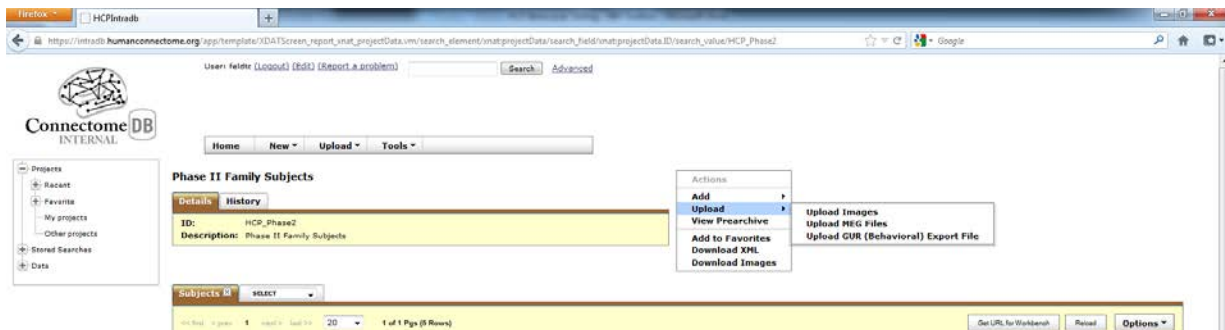 Firefox
HCPIntradb
https://intradb.humanconnectome.org/app/template/XDATScreen_report_xnat_projectData.vm/search_element/xnat:projectData/search_field/xnat:projectData.ID/search_value/HCP_Phase2
Google
User: feldtr (Logout) (Edit) (Report a problem) Search Advanced
Connectome DB
INTERNAL
Home New Upload Tools
Projects
Recent
Favorite
My projects
Other projects
Stored Searches
Data
Phase II Family Subjects
Details History
ID: HCP_Phase2
Description: Phase II Family Subjects
Actions
Add
Upload
View Prearchive
Add to Favorites
Download XML
Download Images
Upload Images
Upload MEG Files
Upload GUR (Behavioral) Export File
Subjects SELECT
<< first < prev 1 next > last >> 20 1 of 1 Pgs (5 Rows) Get URL for Workbench Reload Options